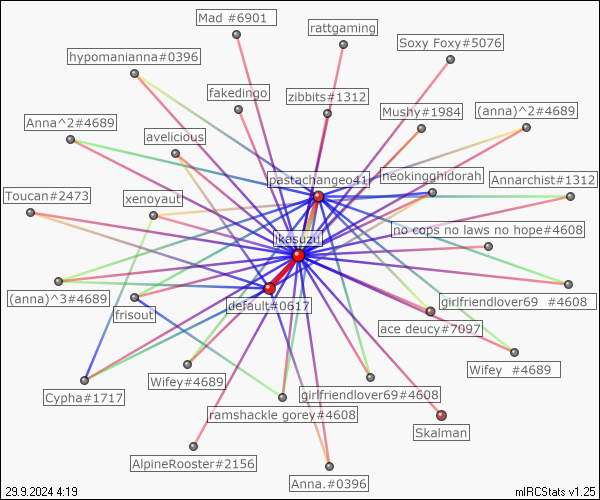 Mad #6901
rattgaming
Soxy Foxy#5076
hypomanianna#0396
fakedingo
zibbits#1312
Mushy#1984
(anna)^2#4689
Anna^2#4689
avelicious
pastachangeo41
neokingghidorah
Annarchist#1312
Toucan#2473
xenoyaut
no cops no laws no hope#4608
ikasuzu
(anna)^3#4689
frisout
default#0617
girlfriendlover69 #4608
ace deucy#7097
Wifey #4689
Wifey#4689
Cypha#1717
girlfriendlover69#4608
ramshackle gorey#4608
Skalman
AlpineRooster#2156
Anna.#0396
29.9.2024 4:19
mIRCStats v1.25